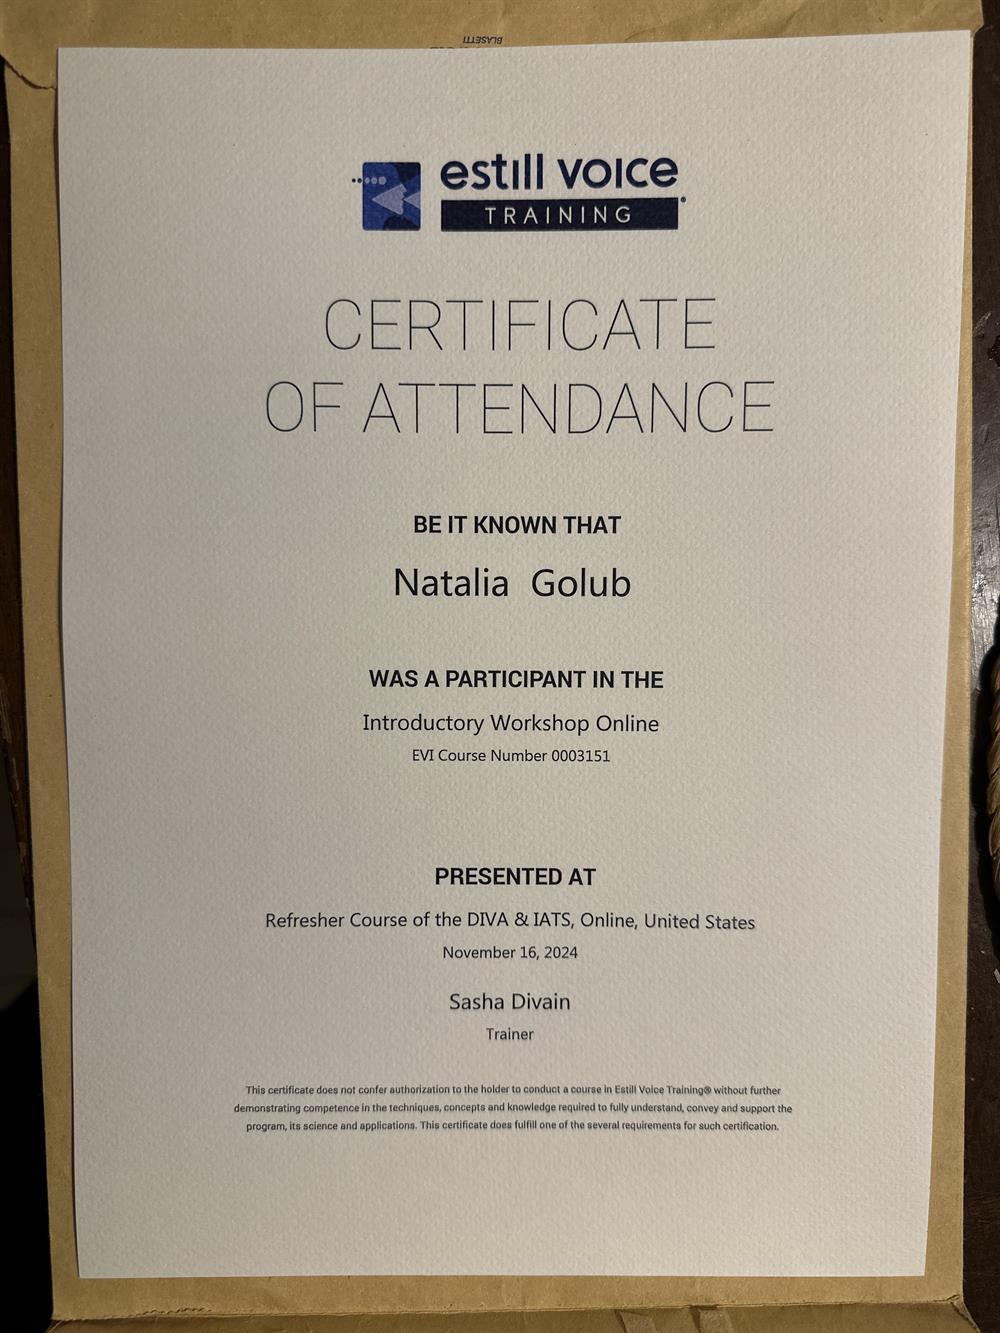 BLASETTI
estill voice
TRAINING®
CERTIFICATE
OF ATTENDANCE
BE IT KNOWN THAT
Natalia Golub
WAS A PARTICIPANT IN THE
Introductory Workshop Online
EVI Course Number 0003151
PRESENTED AT
Refresher Course of the DIVA & IATS, Online, United States
November 16, 2024
Sasha Divain
Trainer
This certificate does not confer authorization to the holder to conduct a course in Estill Voice Training® without further
demonstrating competence in the techniques, concepts and knowledge required to fully understand, convey and support the
program, its science and applications. This certificate does fulfill one of the several requirements for such certification.